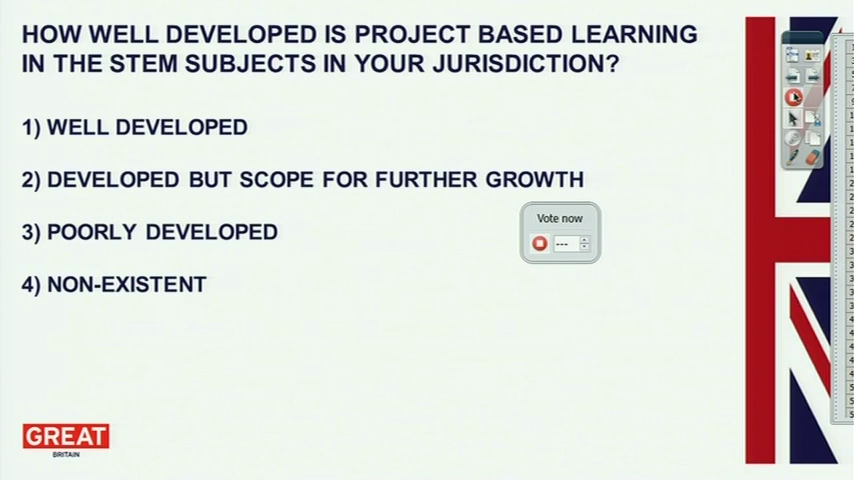 HOW WELL DEVELOPED IS PROJECT BASED LEARNING
IN THE STEM SUBJECTS IN YOUR JURISDICTION?
1) WELL DEVELOPED
2) DEVELOPED BUT SCOPE FOR FURTHER GROWTH
3) POORLY DEVELOPED
4) NON-EXISTENT
Vote now
---
GREAT
BRITAIN